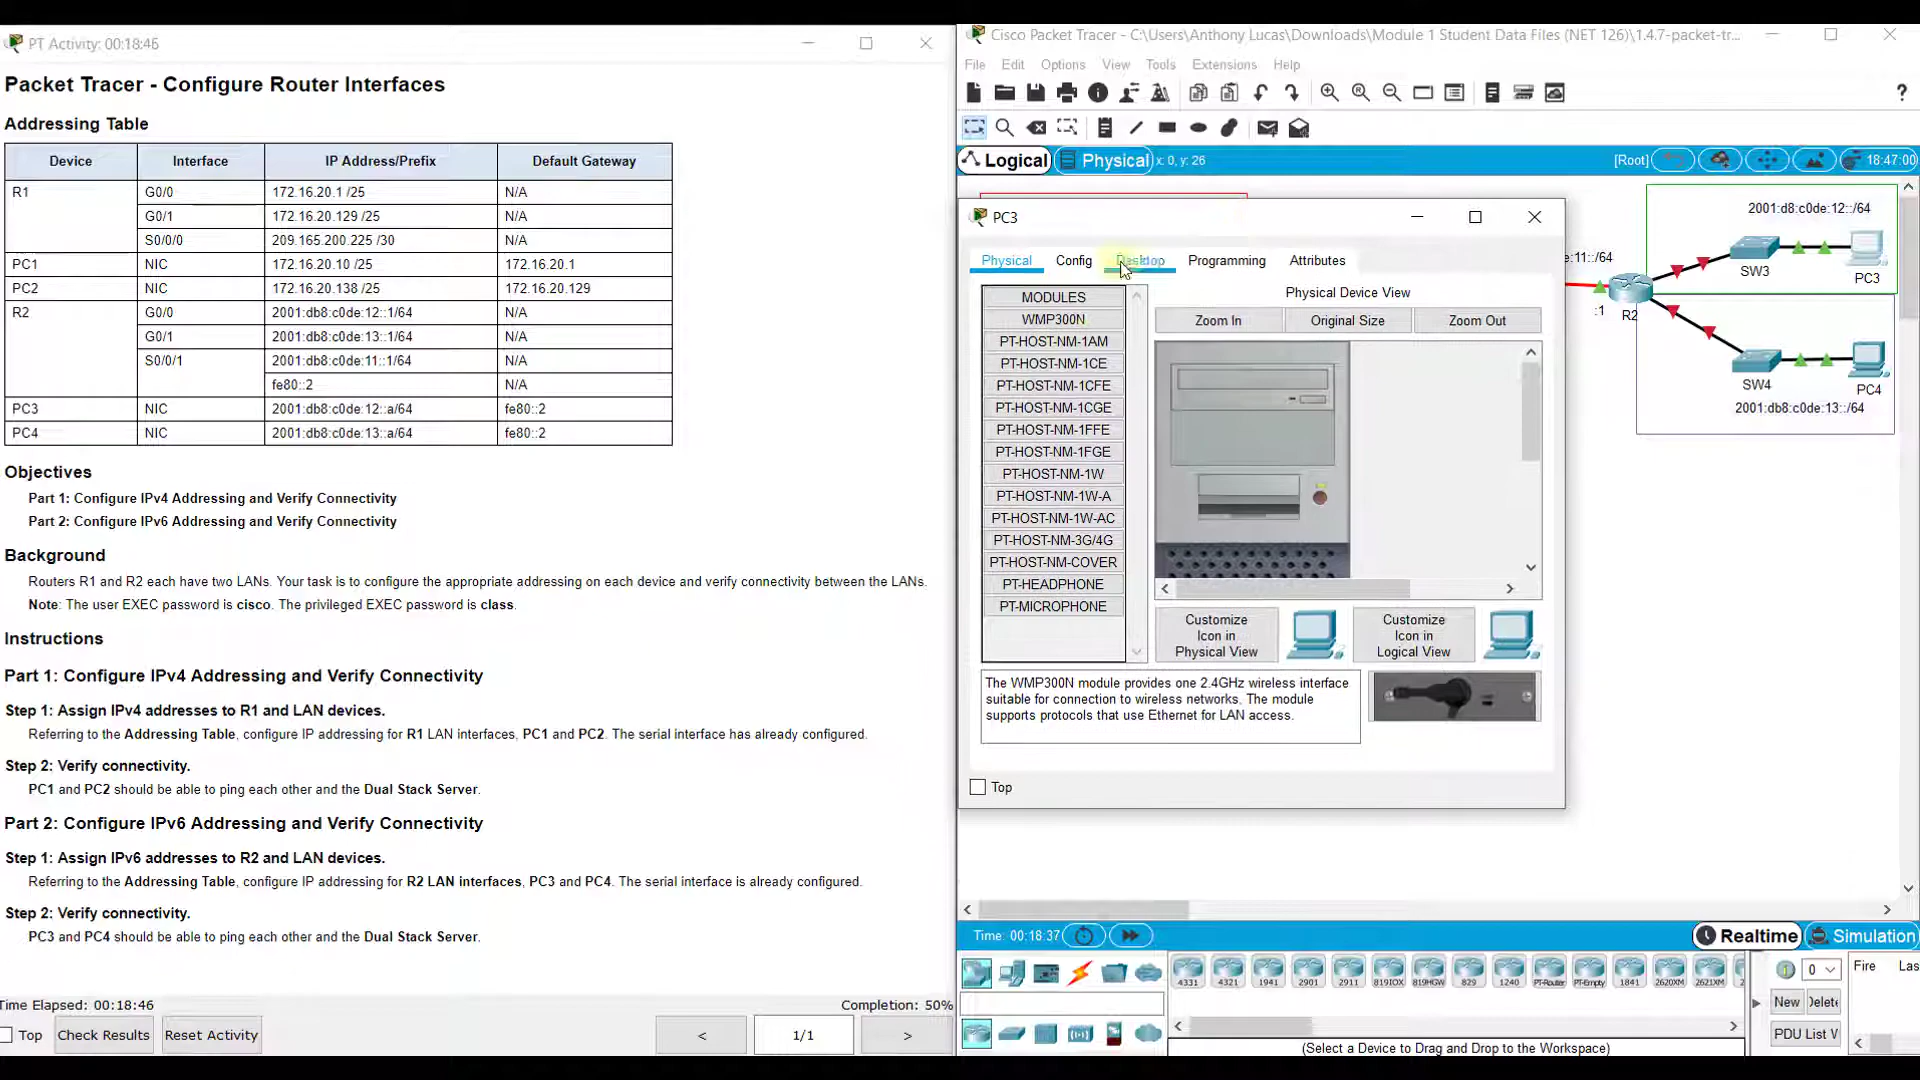 PT Activity: 00:18:46
Packet Tracer - Configure Router Interfaces
Addressing Table
Device Interface IP Address/Prefix Default Gateway
R1 G0/0 172.16.20.1 /25 N/A
G0/1 172.16.20.129 /25 N/A
S0/0/0 209.165.200.225 /30 N/A
PC1 NIC 172.16.20.10 /25 172.16.20.1
PC2 NIC 172.16.20.138 /25 172.16.20.129
R2 G0/0 2001:db8:c0de:12::1/64 N/A
G0/1 2001:db8:c0de:13::1/64 N/A
S0/0/1 2001:db8:c0de:11::1/64 N/A
fe80::2 N/A
PC3 NIC 2001:db8:c0de:12::a/64 fe80::2
PC4 NIC 2001:db8:c0de:13::a/64 fe80::2
Objectives
Part 1: Configure IPv4 Addressing and Verify Connectivity
Part 2: Configure IPv6 Addressing and Verify Connectivity
Background
Routers R1 and R2 each have two LANs. Your task is to configure the appropriate addressing on each device and verify connectivity between the LANs.
Note: The user EXEC password is cisco. The privileged EXEC password is class.
Instructions
Part 1: Configure IPv4 Addressing and Verify Connectivity
Step 1: Assign IPv4 addresses to R1 and LAN devices.
Referring to the Addressing Table, configure IP addressing for R1 LAN interfaces, PC1 and PC2. The serial interface has already configured.
Step 2: Verify connectivity.
PC1 and PC2 should be able to ping each other and the Dual Stack Server.
Part 2: Configure IPv6 Addressing and Verify Connectivity
Step 1: Assign IPv6 addresses to R2 and LAN devices.
Referring to the Addressing Table, configure IP addressing for R2 LAN interfaces, PC3 and PC4. The serial interface is already configured.
Step 2: Verify connectivity.
PC3 and PC4 should be able to ping each other and the Dual Stack Server.
Time Elapsed: 00:18:46 Completion: 50%
Top Check Results Reset Activity < 1/1 >
Cisco Packet Tracer - C:\Users\Anthony Lucas\Downloads\Module 1 Student Data Files (NET 126)\1.4.7-packet-tr...
File Edit Options View Tools Extensions Help
?
Logical Physical x: 0, y: 26 [Root] 18:47:00
2001:d8:c0de:12::/64
SW3 PC3
:11::/64
:1 R2
SW4 PC4
2001:db8:c0de:13::/64
PC3
Physical Config Desktop Programming Attributes
MODULES
WMP300N
PT-HOST-NM-1AM
PT-HOST-NM-1CE
PT-HOST-NM-1CFE
PT-HOST-NM-1CGE
PT-HOST-NM-1FFE
PT-HOST-NM-1FGE
PT-HOST-NM-1W
PT-HOST-NM-1W-A
PT-HOST-NM-1W-AC
PT-HOST-NM-3G/4G
PT-HOST-NM-COVER
PT-HEADPHONE
PT-MICROPHONE
Physical Device View
Zoom In Original Size Zoom Out
Customize Icon in Physical View
Customize Icon in Logical View
The WMP300N module provides one 2.4GHz wireless interface
suitable for connection to wireless networks. The module
supports protocols that use Ethernet for LAN access.
Top
Time: 00:18:37 Realtime Simulation
4331 4321 1941 2901 2911 819IOX 819HGW 829 1240 PT-Router PT-Empty 1841 2620XM 2621XM 2
(Select a Device to Drag and Drop to the Workspace)
0 Fire Las
New Delete
PDU List V